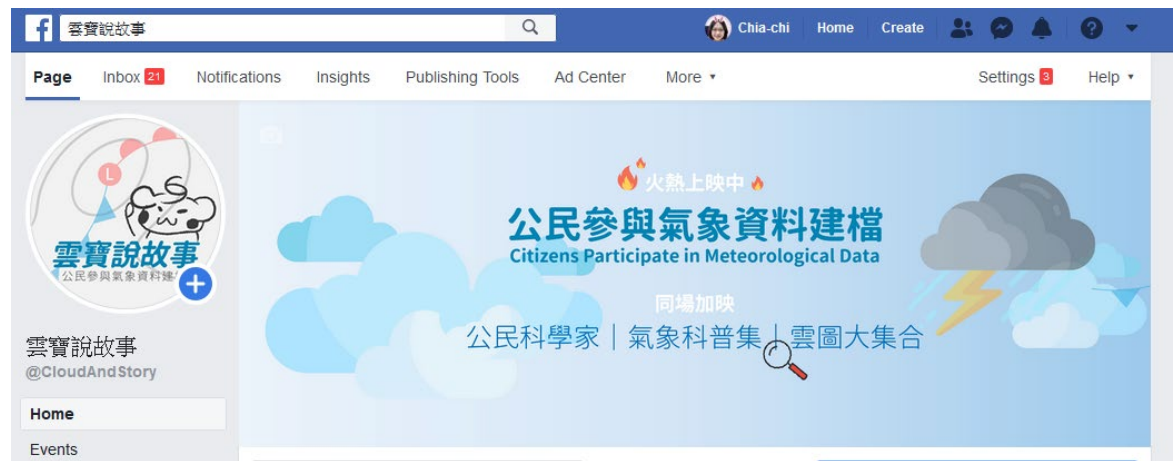 雲寶說故事
Chia-chi Home Create
Page Inbox 21 Notifications Insights Publishing Tools Ad Center More Settings 3 Help
L
雲寶說故事
公民參與氣象資料建
雲寶說故事
@CloudAndStory
Home
Events
火熱上映中
公民參與氣象資料建檔
Citizens Participate in Meteorological Data
同場加映
公民科學家｜氣象科普集｜雲圖大集合